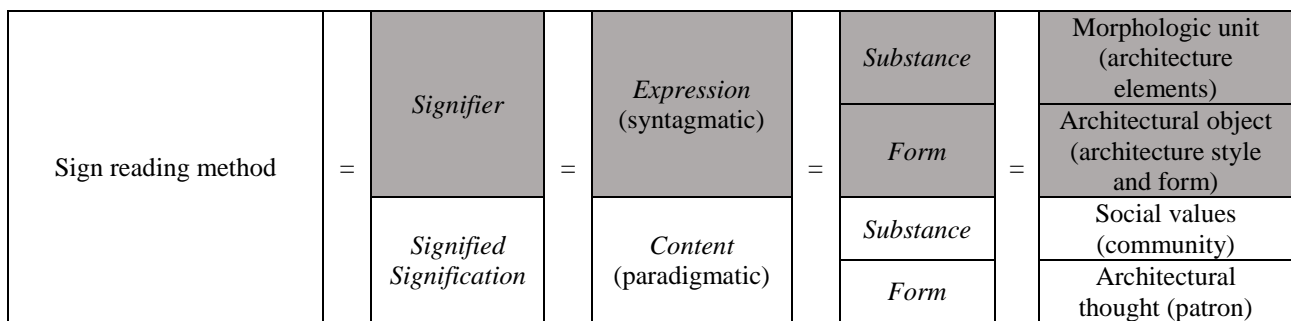 Sign reading method
=
Signifier
Signified
Signification
=
Expression
(syntagmatic)
Content
(paradigmatic)
=
Substance
Form
Substance
Form
=
Morphologic unit
(architecture
elements)
Architectural object
(architecture style
and form)
Social values
(community)
Architectural
thought (patron)